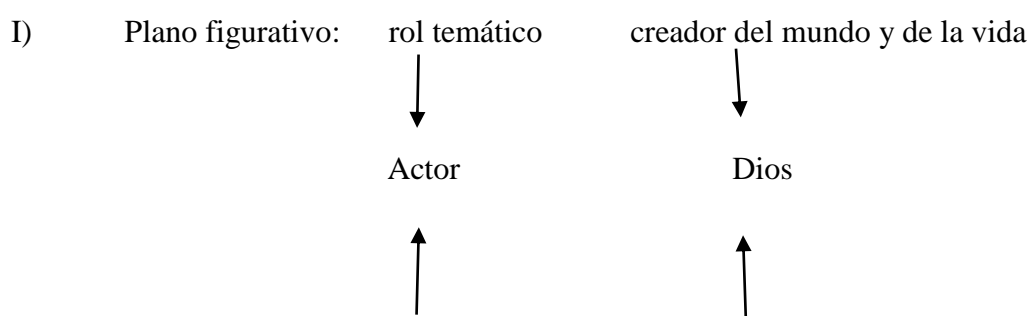 I) Plano figurativo: rol temático creador del mundo y de la vida
Actor Dios